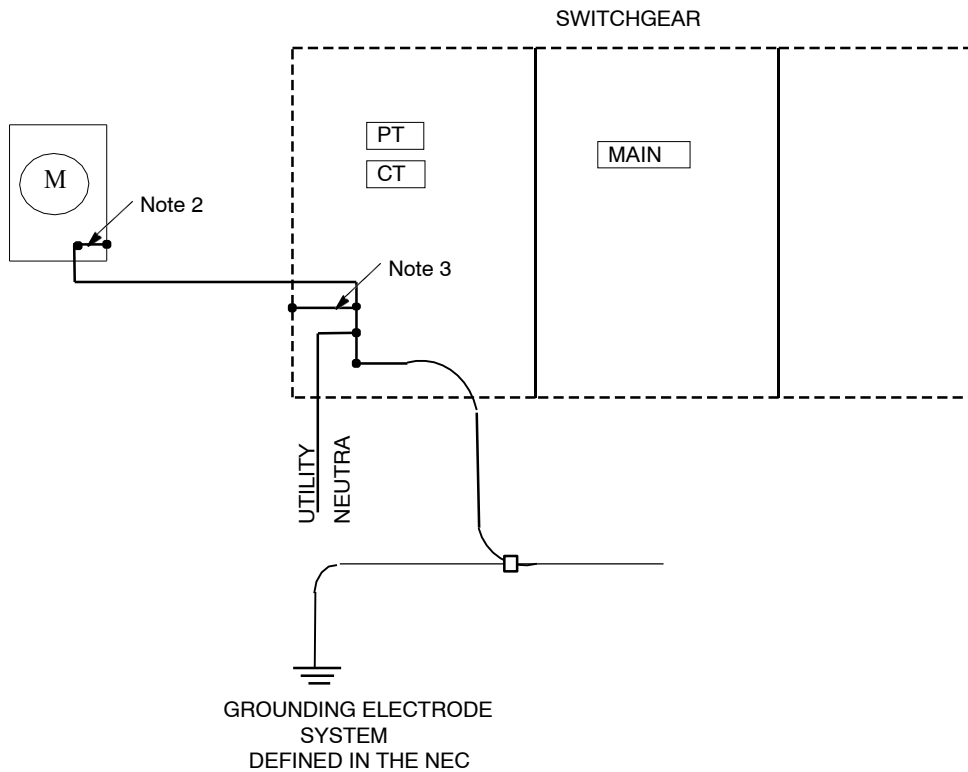 SWITCHGEAR
PT
CT
MAIN
M
Note 2
Note 3
UTILITY
NEUTRA
GROUNDING ELECTRODE
SYSTEM
DEFINED IN THE NEC